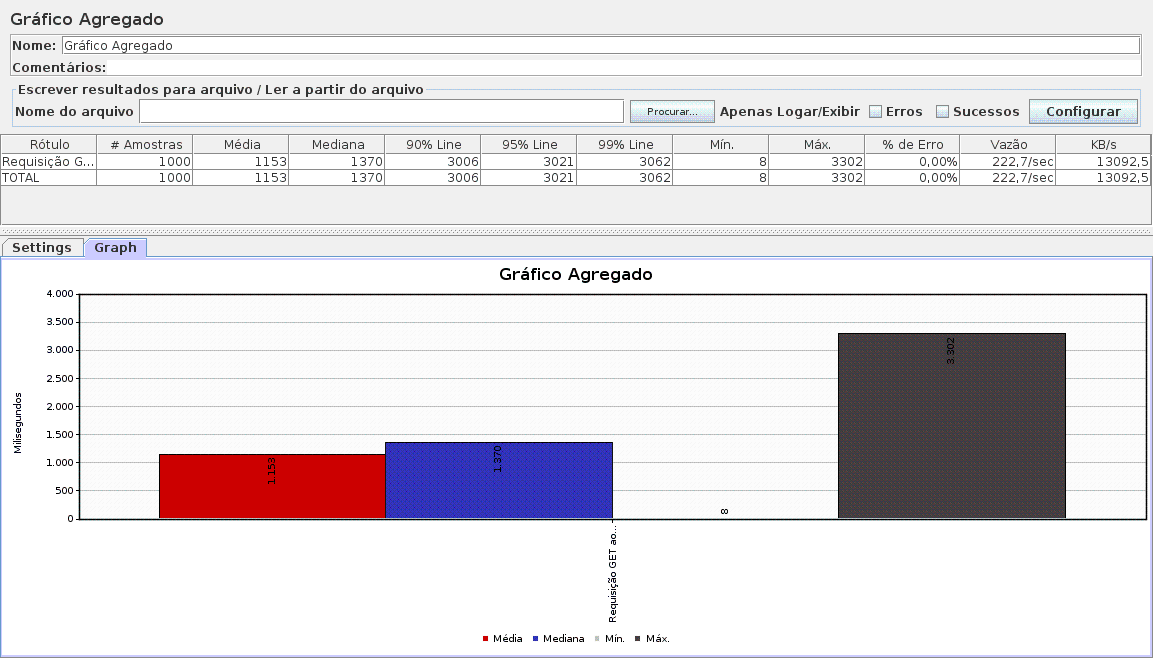 Gráfico Agregado
Nome: Gráfico Agregado
Comentários:
Escrever resultados para arquivo / Ler a partir do arquivo
Nome do arquivo Procurar... Apenas Logar/Exibir Erros Sucessos Configurar
Rótulo # Amostras Média Mediana 90% Line 95% Line 99% Line Mín. Máx. % de Erro Vazão KB/s
Requisição G... 1000 1153 1370 3006 3021 3062 8 3302 0,00% 222,7/sec 13092,5
TOTAL 1000 1153 1370 3006 3021 3062 8 3302 0,00% 222,7/sec 13092,5
Settings Graph
Gráfico Agregado
Milisegundos
4.000
3.500
3.000
2.500
2.000
1.500
1.000
500
0
1.153
1.370
8
3.302
Requisição GET ao...
Média Mediana Mín. Máx.